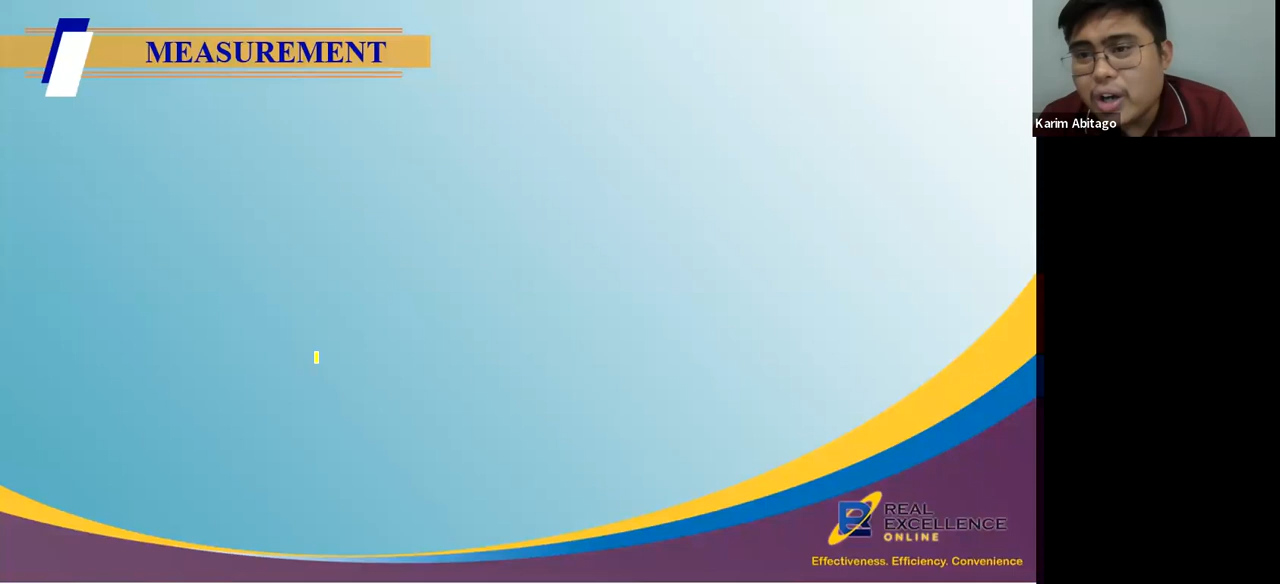 MEASUREMENT
Karim Abitago
REAL
EXCELLENCE
ONLINE
Effectiveness. Efficiency. Convenience